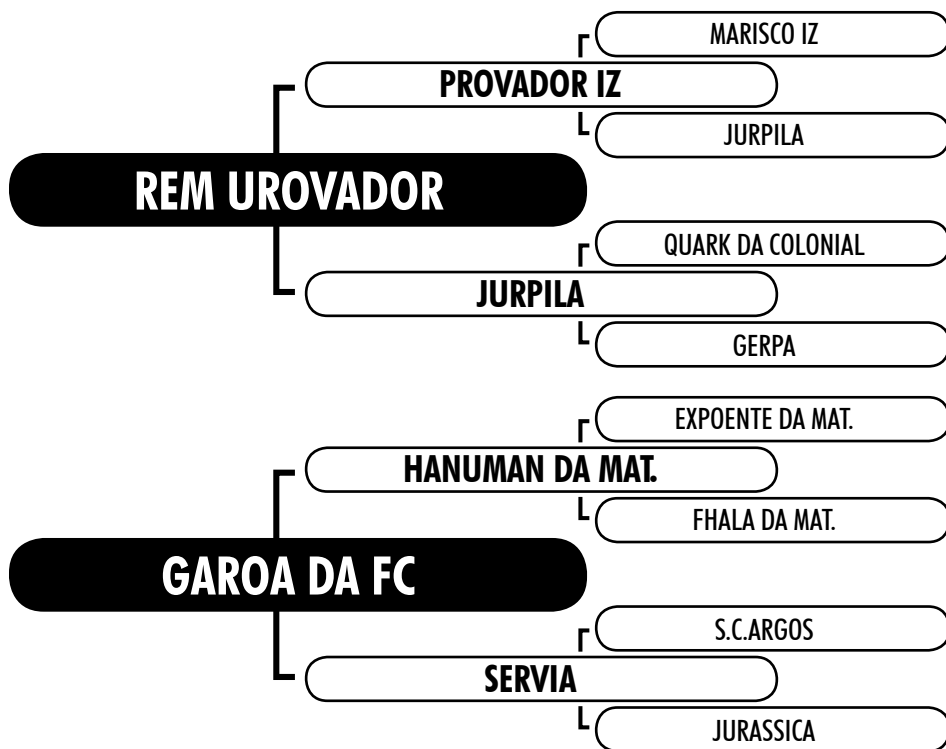 MARISCO IZ
PROVADOR IZ
JURPILA
REM UROVADOR
QUARK DA COLONIAL
JURPILA
GERPA
EXPOENTE DA MAT.
HANUMAN DA MAT.
FHALA DA MAT.
GAROA DA FC
S.C.ARGOS
SERVIA
JURASSICA